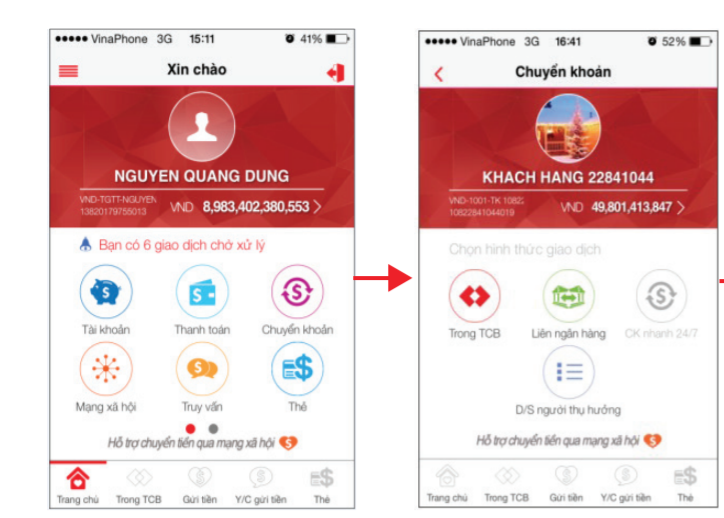 VinaPhone 3G 15:11 41%
Xin chào
NGUYEN QUANG DUNG
VND-TGTT-NGUYEN
13820179755013
VND 8,983,402,380,553
Bạn có 6 giao dịch chờ xử lý
Tài khoản Thanh toán Chuyển khoản
Mạng xã hội Truy vấn Thẻ
Hỗ trợ chuyển tiền qua mạng xã hội
Trang chủ Trong TCB Gửi tiền Y/C gửi tiền Thẻ
VinaPhone 3G 16:41 52%
Chuyển khoản
KHACH HANG 22841044
VND-1001-TK 10822
10822841044019
VND 49,801,413,847
Chọn hình thức giao dịch
Trong TCB Liên ngân hàng CK nhanh 24/7
D/S người thụ hưởng
Hỗ trợ chuyển tiền qua mạng xã hội
Trang chủ Trong TCB Gửi tiền Y/C gửi tiền Thẻ